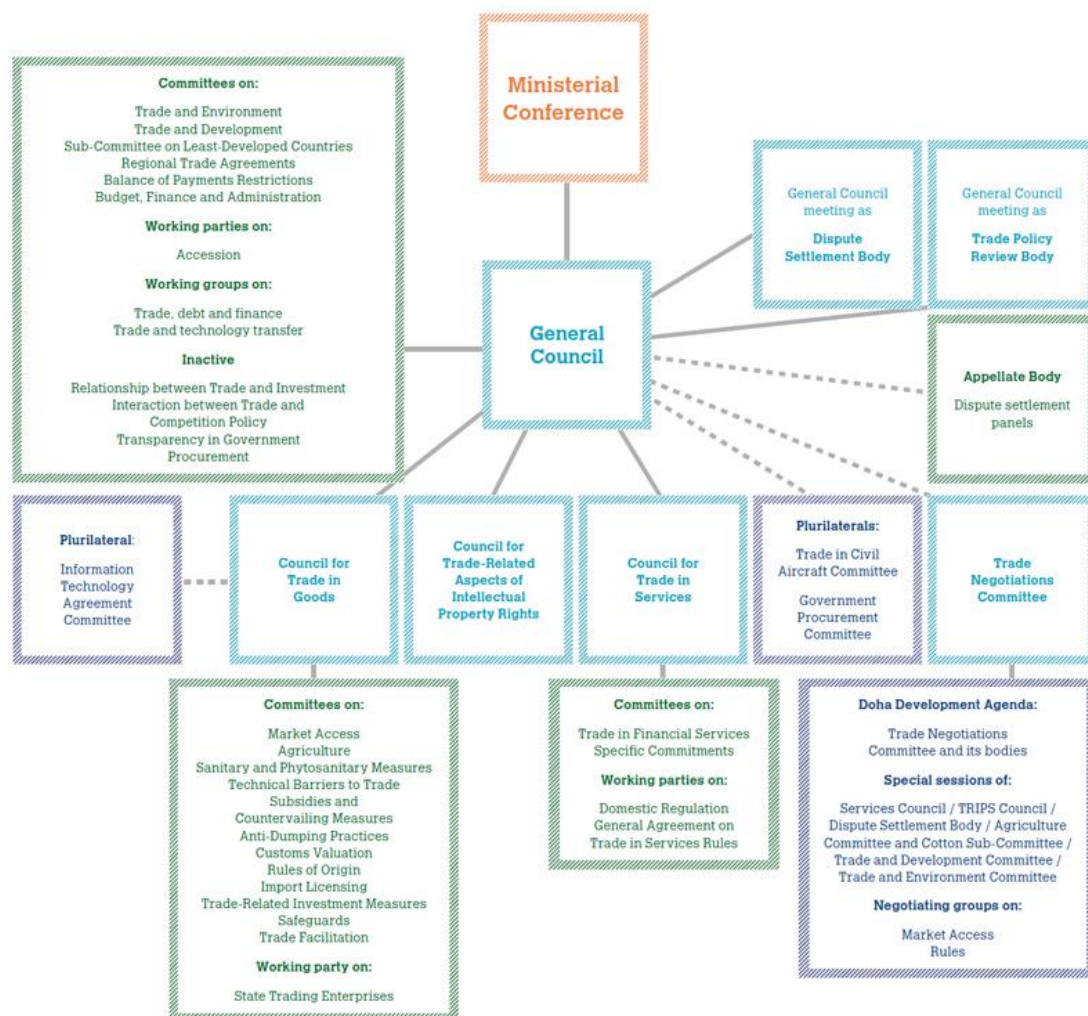 Ministerial
Conference
Committees on:
Trade and Environment
Trade and Development
Sub-Committee on Least-Developed Countries
Regional Trade Agreements
Balance of Payments Restrictions
Budget, Finance and Administration
Working parties on:
Accession
Working groups on:
Trade, debt and finance
Trade and technology transfer
Inactive
Relationship between Trade and Investment
Interaction between Trade and
Competition Policy
Transparency in Government
Procurement
General Council
meeting as
Dispute
Settlement Body
General Council
meeting as
Trade Policy
Review Body
General
Council
Appellate Body
Dispute settlement
panels
Plurilateral:
Information
Technology
Agreement
Committee
Council for
Trade in
Goods
Council for
Trade-Related
Aspects of
Intellectual
Property Rights
Council for
Trade in
Services
Plurilaterals:
Trade in Civil
Aircraft Committee
Government
Procurement
Committee
Trade
Negotiations
Committee
Committees on:
Market Access
Agriculture
Sanitary and Phytosanitary Measures
Technical Barriers to Trade
Subsidies and
Countervailing Measures
Anti-Dumping Practices
Customs Valuation
Rules of Origin
Import Licensing
Trade-Related Investment Measures
Safeguards
Trade Facilitation
Working party on:
State Trading Enterprises
Committees on:
Trade in Financial Services
Specific Commitments
Working parties on:
Domestic Regulation
General Agreement on
Trade in Services Rules
Doha Development Agenda:
Trade Negotiations
Committee and its bodies
Special sessions of:
Services Council / TRIPS Council /
Dispute Settlement Body / Agriculture
Committee and Cotton Sub-Committee /
Trade and Development Committee /
Trade and Environment Committee
Negotiating groups on:
Market Access
Rules